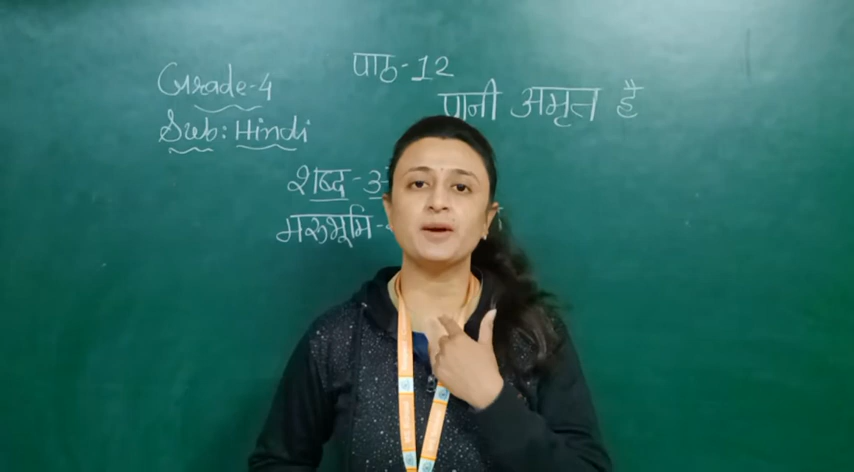 Grade-4
Sub: Hindi
पाठ-12
पानी अमृत है
शब्द-
मरुभूमि-